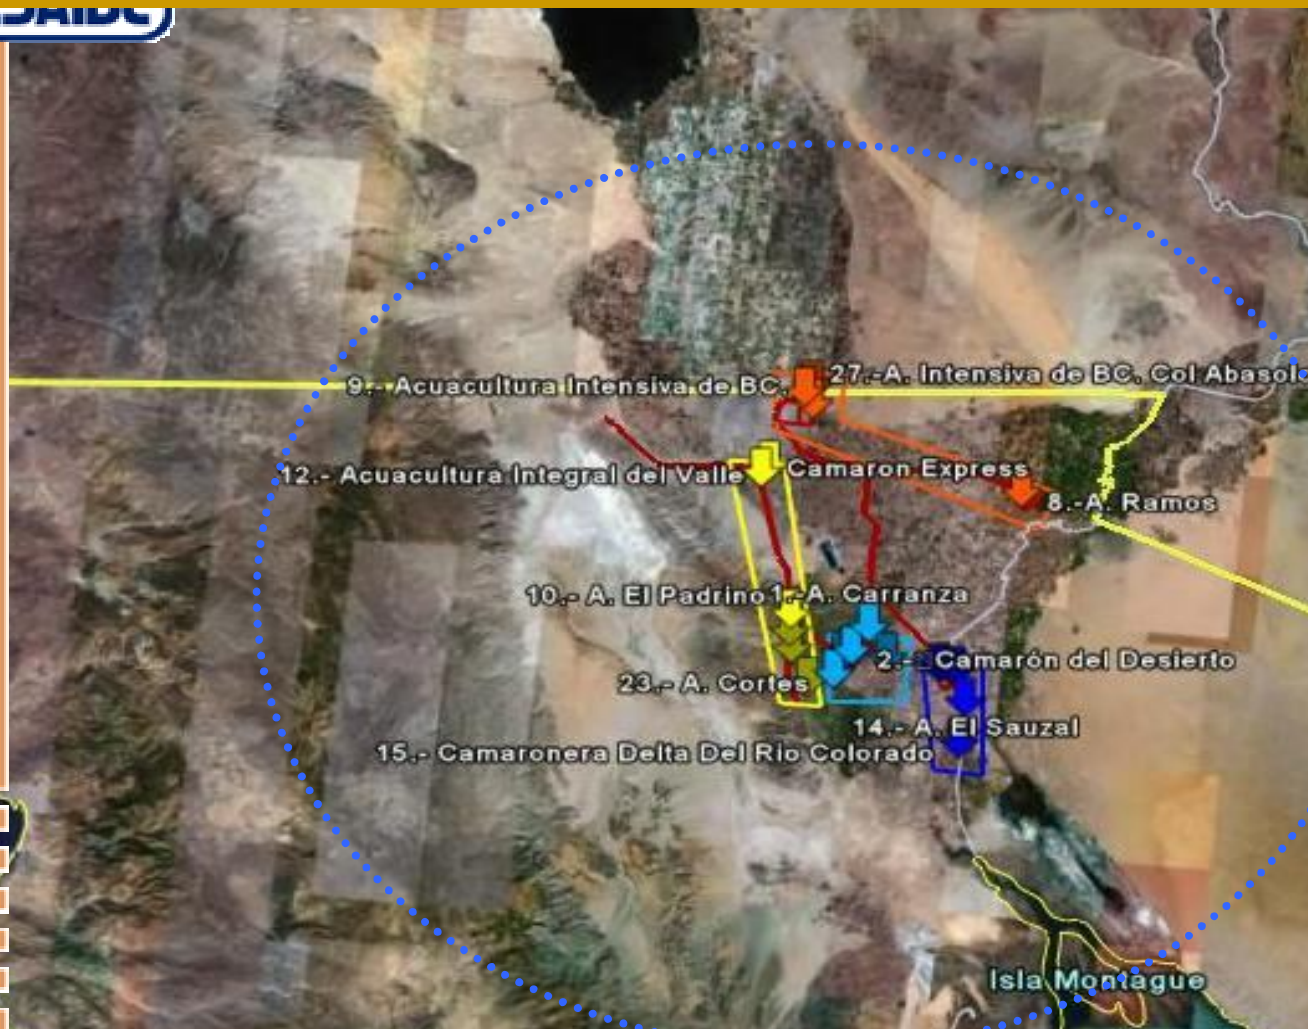 9.- Acuacultura Intensiva de BC.
27.-A. Intensiva de BC. Col Abasol
12.- Acuacultura Integral del Valle
Camaron Express
8.-A. Ramos
10.- A. El Padrino
1.-A. Carranza
2.- Camarón del Desierto
23.- A. Cortes
14.- A. El Sauzal
15.- Camaronera Delta Del Rio Colorado
Isla Montague